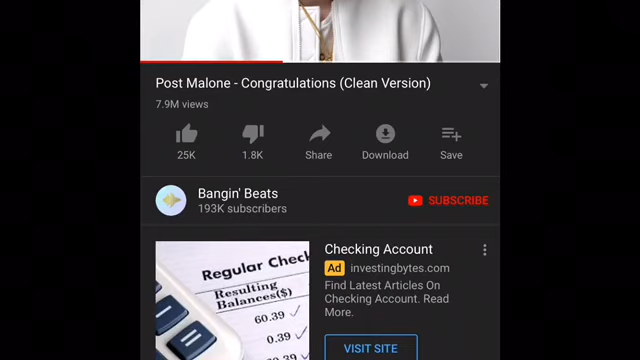 Post Malone - Congratulations (Clean Version)
7.9M views
25K
1.8K
Share
Download
Save
Bangin' Beats
193K subscribers
SUBSCRIBE
Regular Check
Resulting
Balances($)
60.39
0.39
39
Checking Account
Ad investingbytes.com
Find Latest Articles On
Checking Account. Read
More.
VISIT SITE